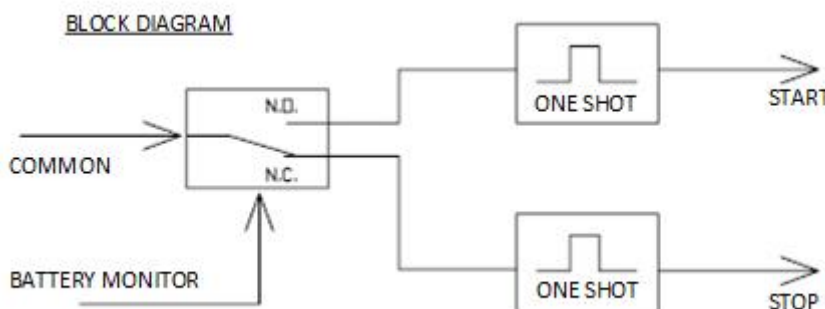 BLOCK DIAGRAM
N.O.
ONE SHOT
START
COMMON
N.C.
BATTERY MONITOR
ONE SHOT
STOP